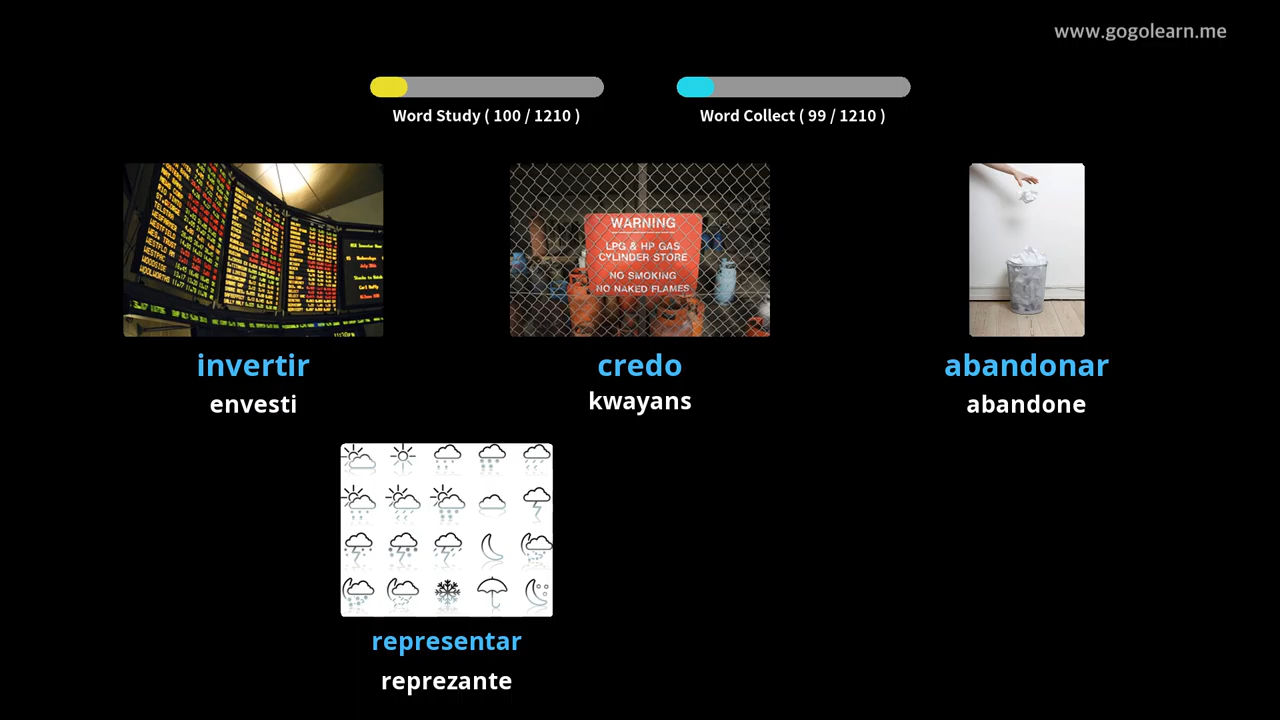 www.gogolearn.me
Word Study ( 100 / 1210 )
Word Collect ( 99 / 1210 )
WARNING
LPG & HP GAS
CYLINDER STORE
NO SMOKING
NO NAKED FLAMES
invertir
credo
abandonar
envesti
kwayans
abandone
representar
reprezante